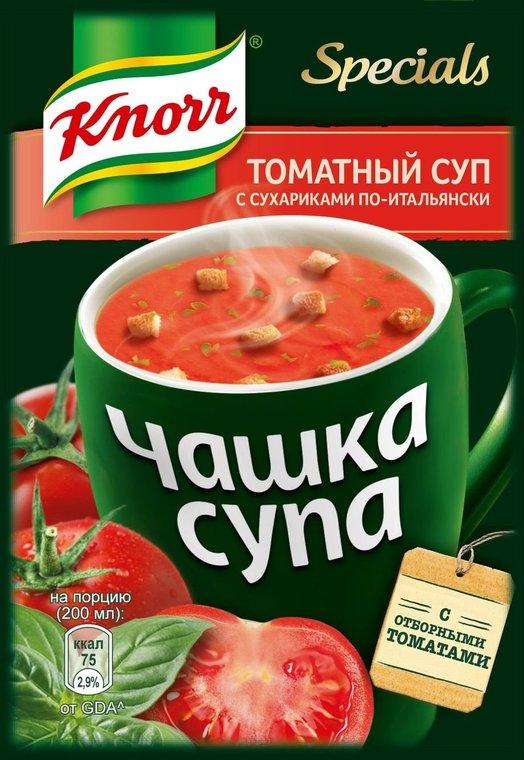 Knorr®
Specials
ТОМАТНЫЙ СУП
С СУХАРИКАМИ ПО-ИТАЛЬЯНСКИ
Чашка
супа
на порцию
(200 мл):
ккал
75
2,9%
от GDA^
С
ОТБОРНЫМИ
ТОМАТАМИ